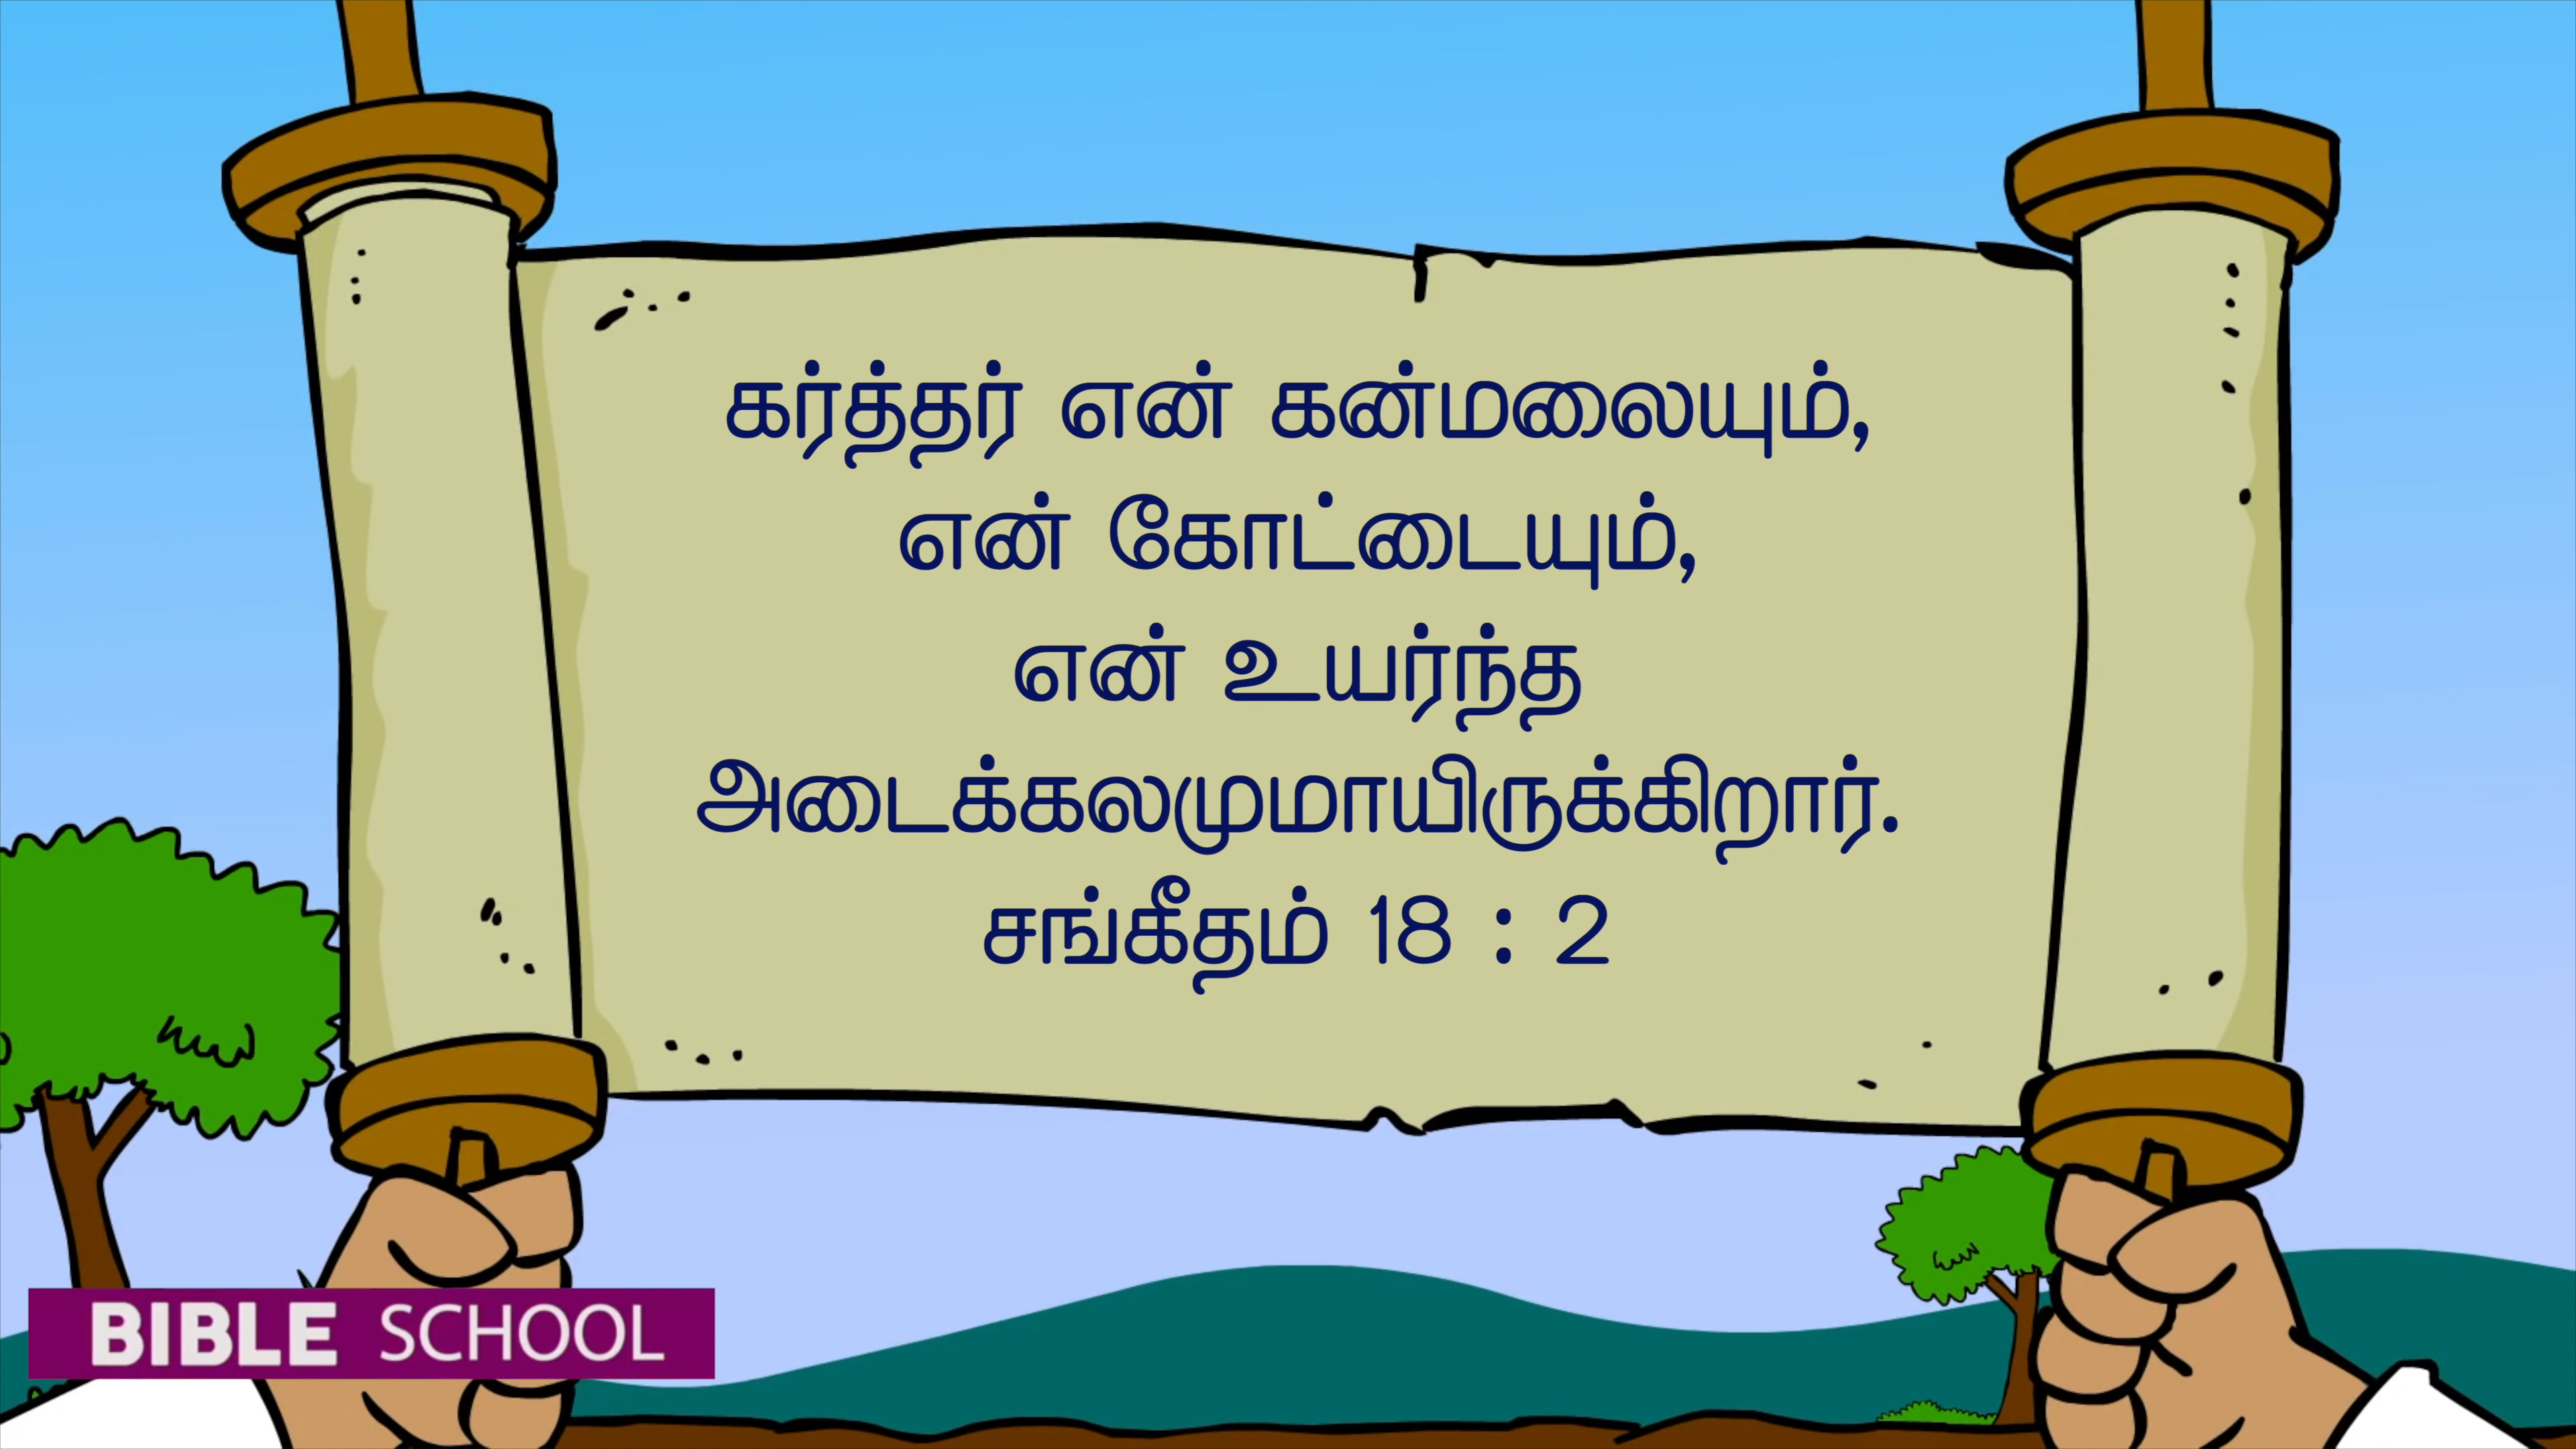 கர்த்தர் என் கன்மலையும்,
என் கோட்டையும்,
என் உயர்ந்த
அடைக்கலமுமாயிருக்கிறார்.
சங்கீதம் 18 : 2
BIBLE SCHOOL